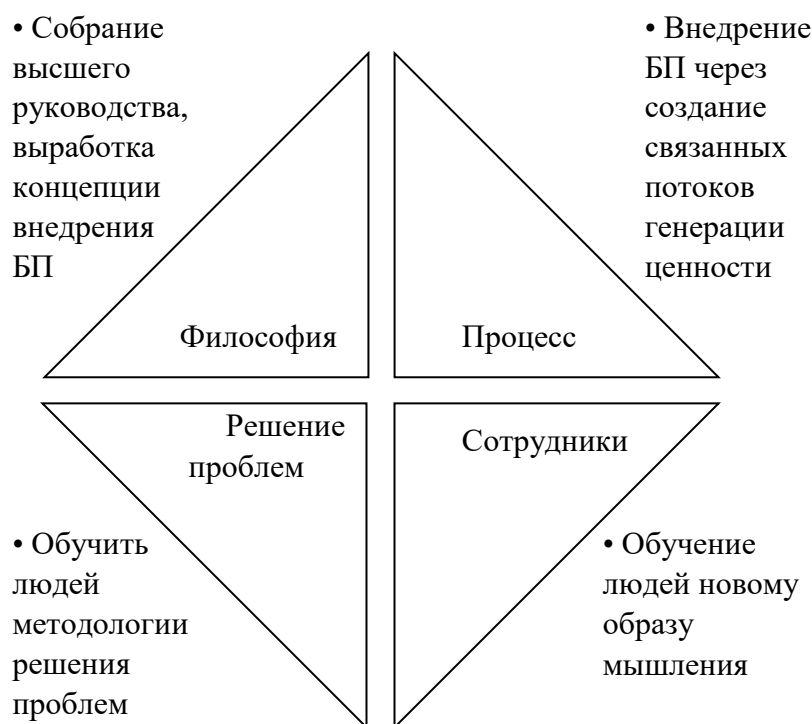 • Собрание
высшего
руководства,
выработка
концепции
внедрения
БП
• Внедрение
БП через
создание
связанных
потоков
генерации
ценности
Философия
Процесс
Решение
проблем
Сотрудники
• Обучить
людей
методологии
решения
проблем
• Обучение
людей новому
образу
мышления